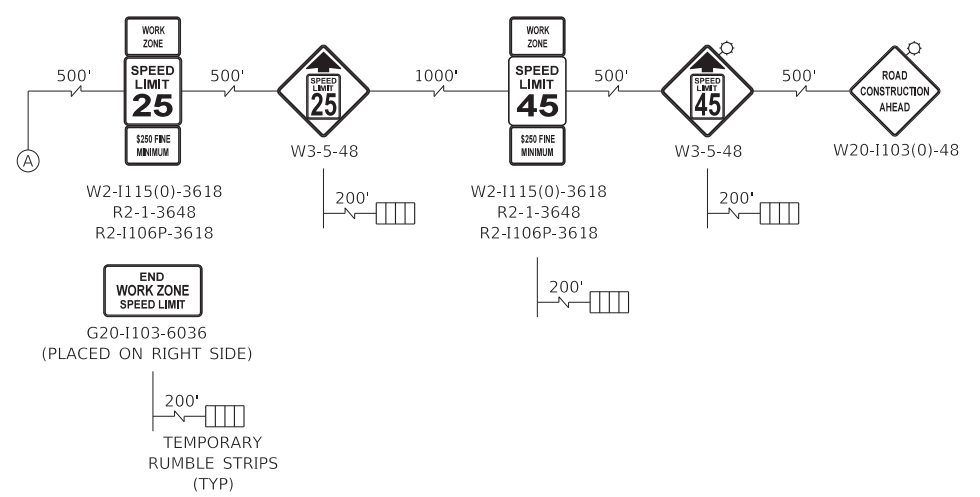 WORK
ZONE
SPEED
LIMIT
25
$250 FINE
MINIMUM
500'
500'
SPEED
LIMIT
25
1000'
WORK
ZONE
SPEED
LIMIT
45
$250 FINE
MINIMUM
500'
SPEED
LIMIT
45
500'
ROAD
CONSTRUCTION
AHEAD
A
W3-5-48
W3-5-48
W20-I103(0)-48
W2-I115(0)-3618
R2-1-3648
R2-I106P-3618
200'
W2-I115(0)-3618
R2-1-3648
R2-I106P-3618
200'
END
WORK ZONE
SPEED LIMIT
G20-I103-6036
(PLACED ON RIGHT SIDE)
200'
200'
TEMPORARY
RUMBLE STRIPS
(TYP)